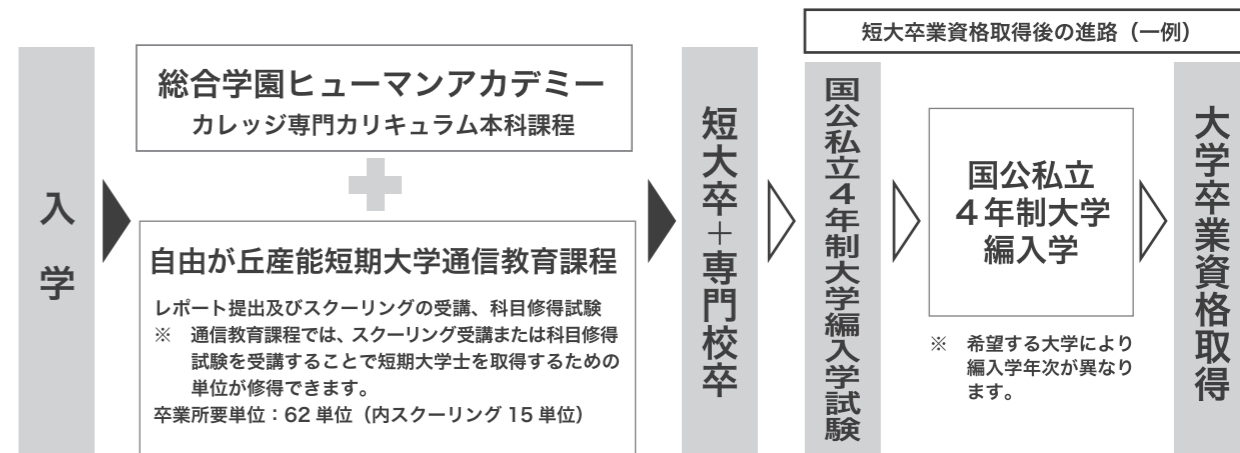 入学
総合学園ヒューマンアカデミー
カレッジ専門カリキュラム本科課程
自由が丘産能短期大学通信教育課程
レポート提出及びスクーリングの受講、科目修得試験
※　通信教育課程では、スクーリング受講または科目修得
試験を受講することで短期大学士を取得するための
単位が修得できます。
卒業所要単位：62 単位（内スクーリング 15 単位）
短大卒＋専門校卒
短大卒業資格取得後の進路（一例）
国公私立４年制大学編入学試験
国公私立
４年制大学
編入学
※　希望する大学により
編入学年次が異なり
ます。
大学卒業資格取得